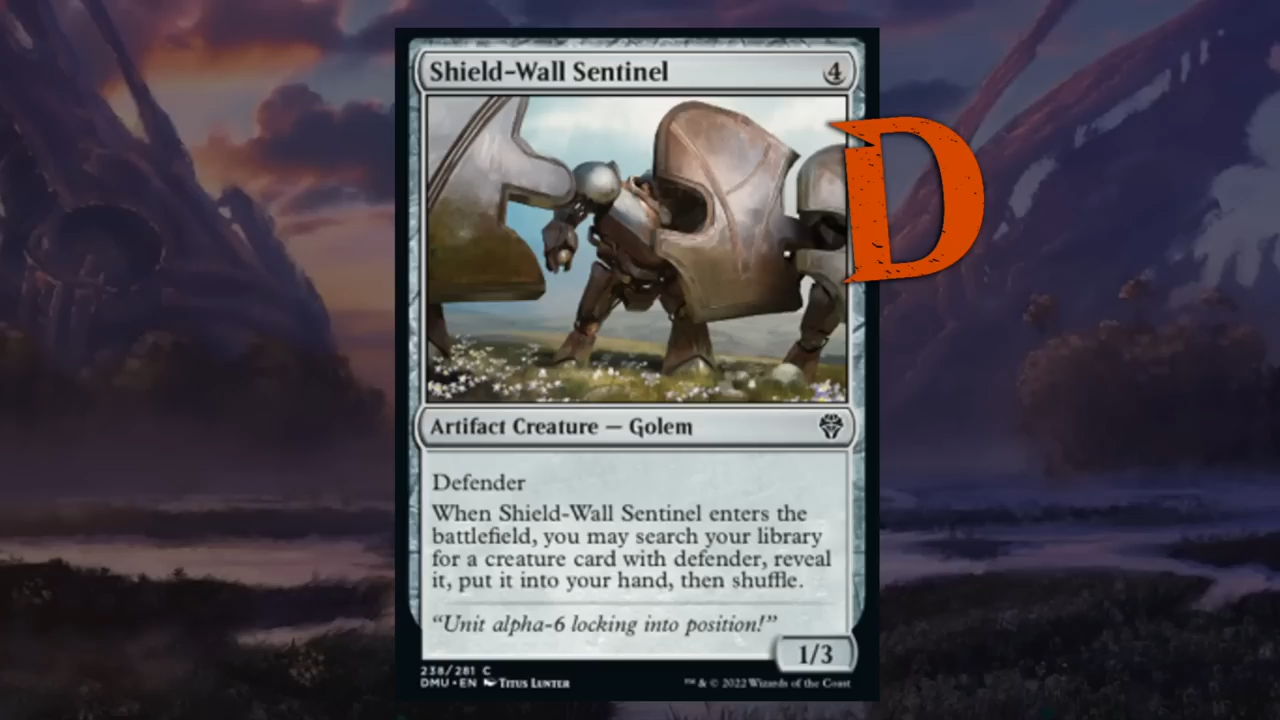 Shield-Wall Sentinel 4
D
Artifact Creature — Golem
Defender
When Shield-Wall Sentinel enters the
battlefield, you may search your library
for a creature card with defender, reveal
it, put it into your hand, then shuffle.
“Unit alpha-6 locking into position!”
1/3
238/281 C
DMU • EN Titus Lunter
™ & © 2022 Wizards of the Coast